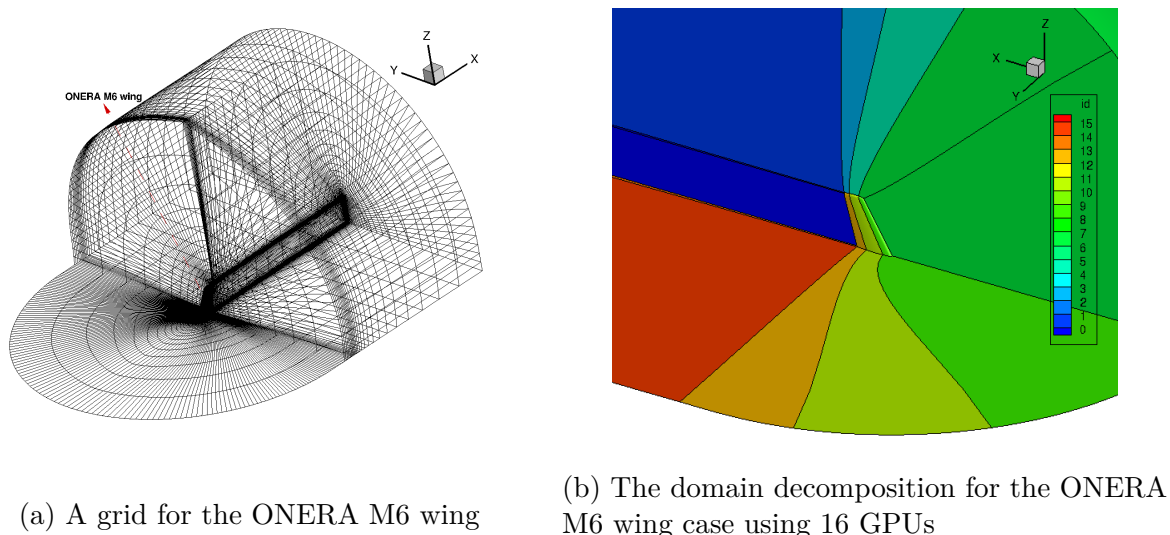 ONERA M6 wing
Z
X
Y
Z
X
Y
id
15
14
13
12
11
10
9
8
7
6
5
4
3
2
1
0
(a) A grid for the ONERA M6 wing
(b) The domain decomposition for the ONERA
M6 wing case using 16 GPUs